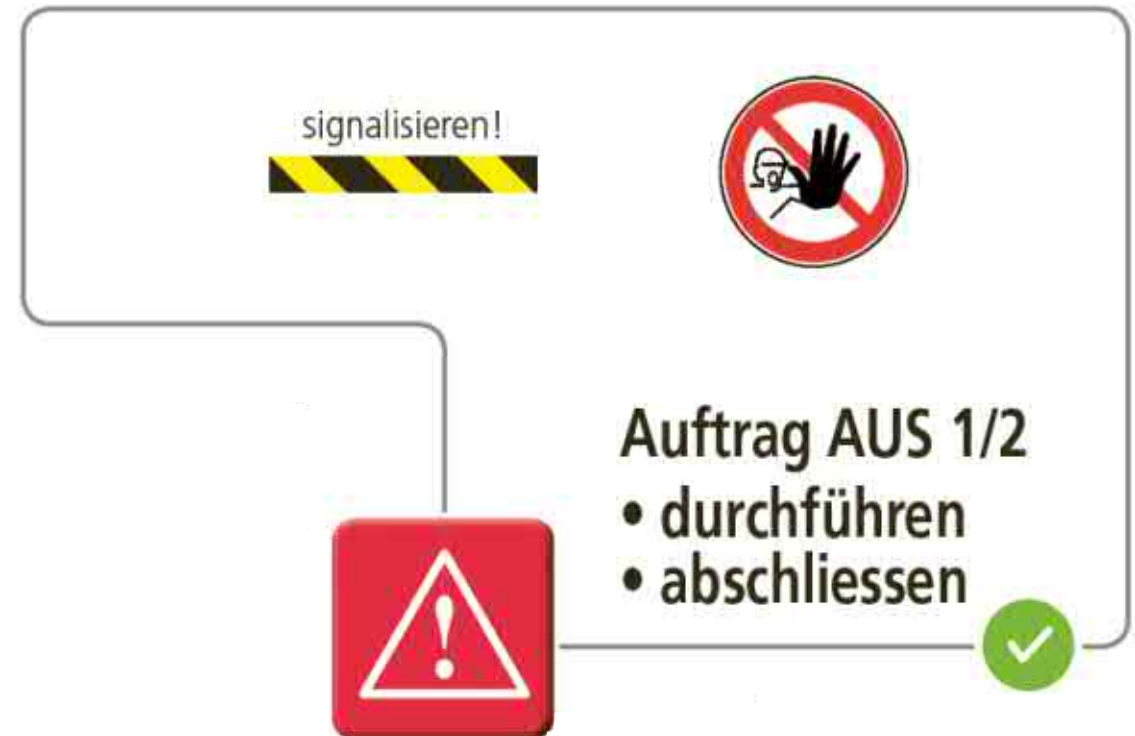 signalisieren!
Auftrag AUS 1/2
• durchführen
• abschliessen